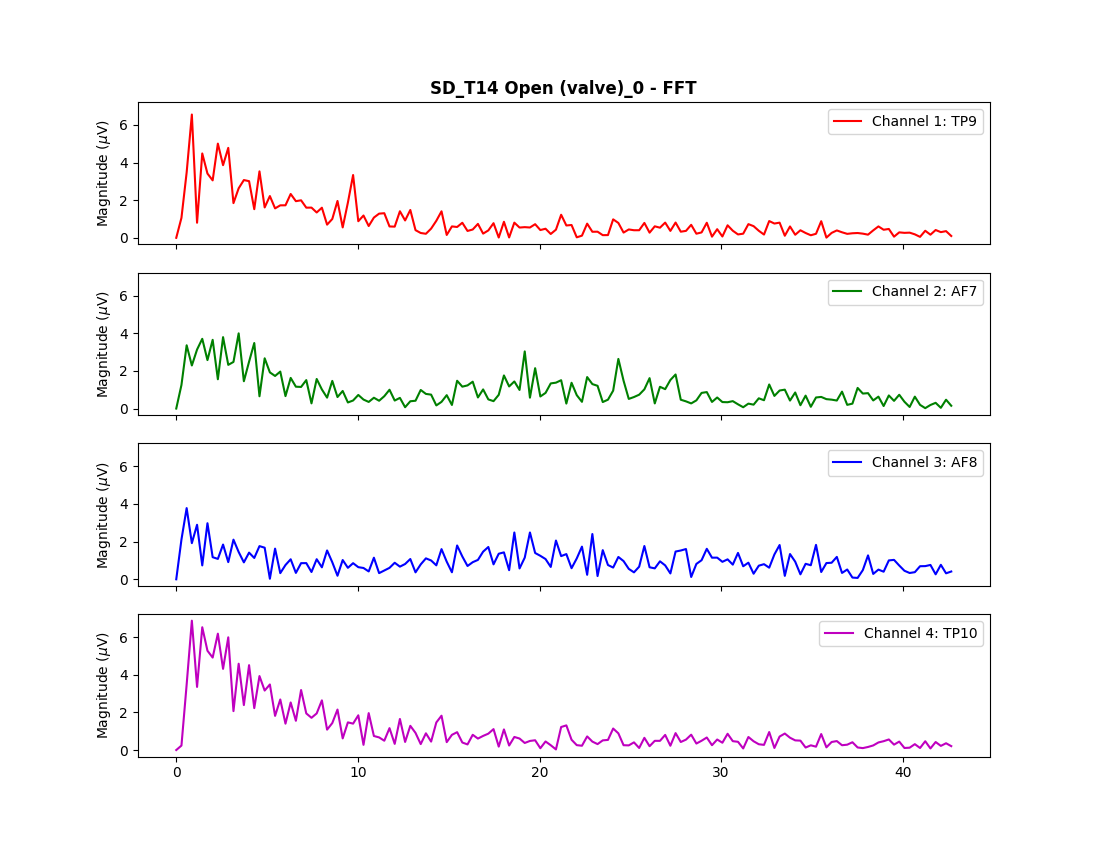 SD_T14 Open (valve)_0 - FFT
Magnitude (μV)
6
4
2
0
Channel 1: TP9
Magnitude (μV)
6
4
2
0
Channel 2: AF7
Magnitude (μV)
6
4
2
0
Channel 3: AF8
Magnitude (μV)
6
4
2
0
Channel 4: TP10
0 10 20 30 40